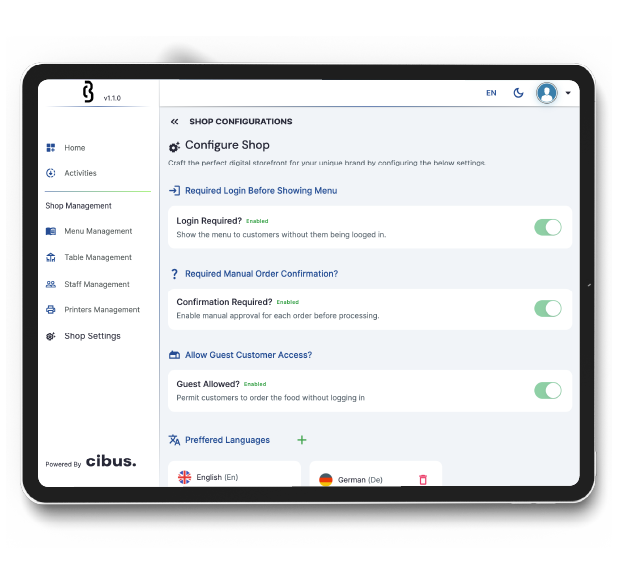 v1.1.0
EN
SHOP CONFIGURATIONS
Configure Shop
Craft the perfect digital storefront for your unique brand by configuring the below settings
Home
Activities
Shop Management
Menu Management
Table Management
Staff Management
Printers Management
Shop Settings
Powered By cibus.
Required Login Before Showing Menu
Login Required? Enabled
Show the menu to customers without them being looged in.
Required Manual Order Confirmation?
Confirmation Required? Enabled
Enable manual approval for each order before processing.
Allow Guest Customer Access?
Guest Allowed? Enabled
Permit customers to order the food without logging in
Preffered Languages
English (En)
German (De)